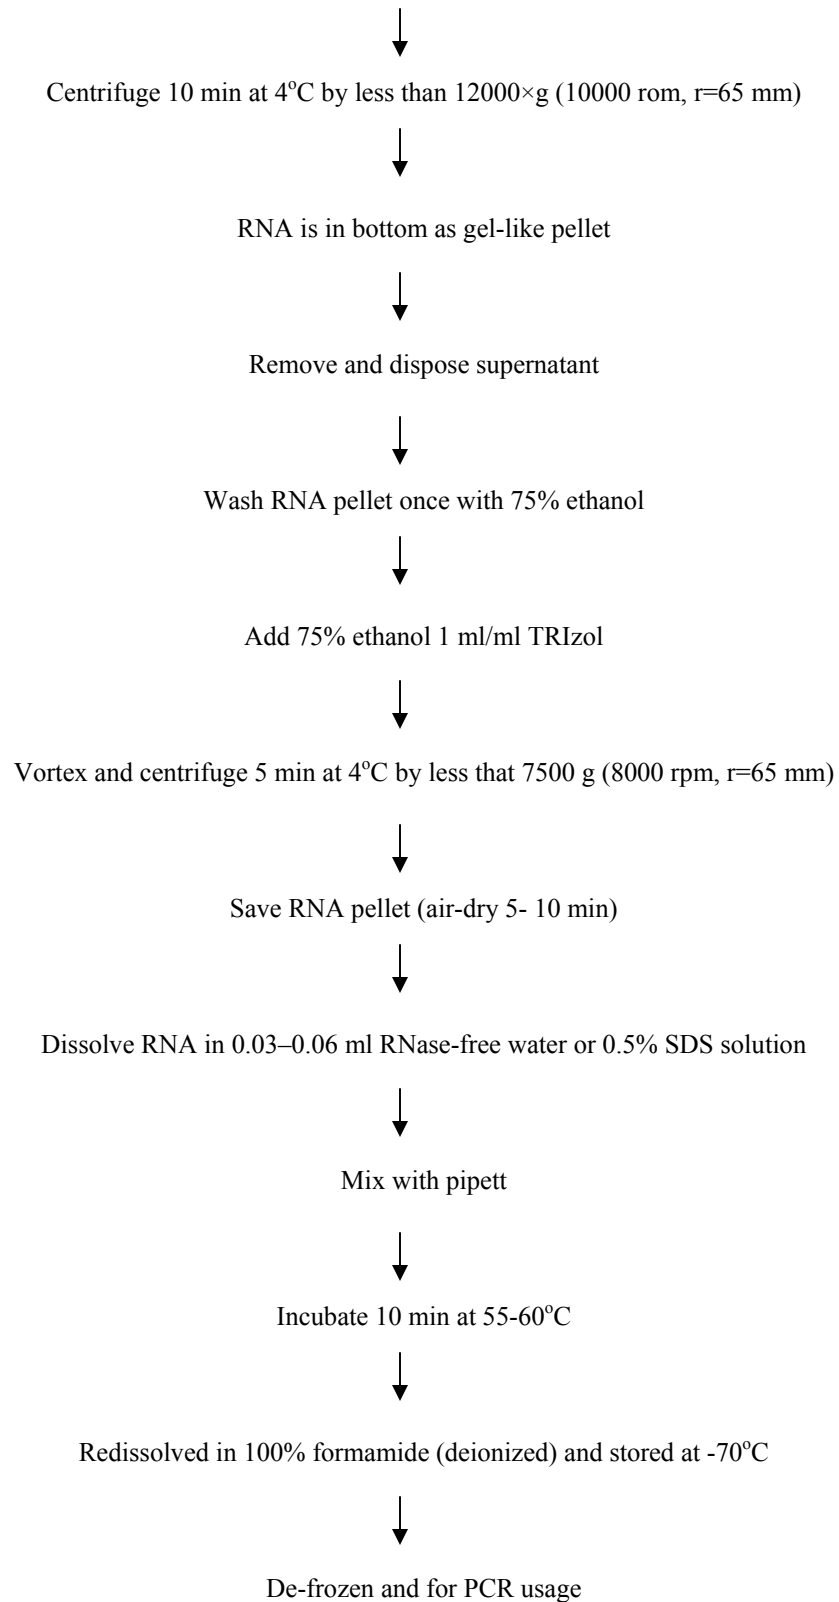 Centrifuge 10 min at 4°C by less than 12000×g (10000 rom, r=65 mm)
RNA is in bottom as gel-like pellet
Remove and dispose supernatant
Wash RNA pellet once with 75% ethanol
Add 75% ethanol 1 ml/ml TRIzol
Vortex and centrifuge 5 min at 4°C by less that 7500 g (8000 rpm, r=65 mm)
Save RNA pellet (air-dry 5- 10 min)
Dissolve RNA in 0.03–0.06 ml RNase-free water or 0.5% SDS solution
Mix with pipett
Incubate 10 min at 55-60°C
Redissolved in 100% formamide (deionized) and stored at -70°C
De-frozen and for PCR usage